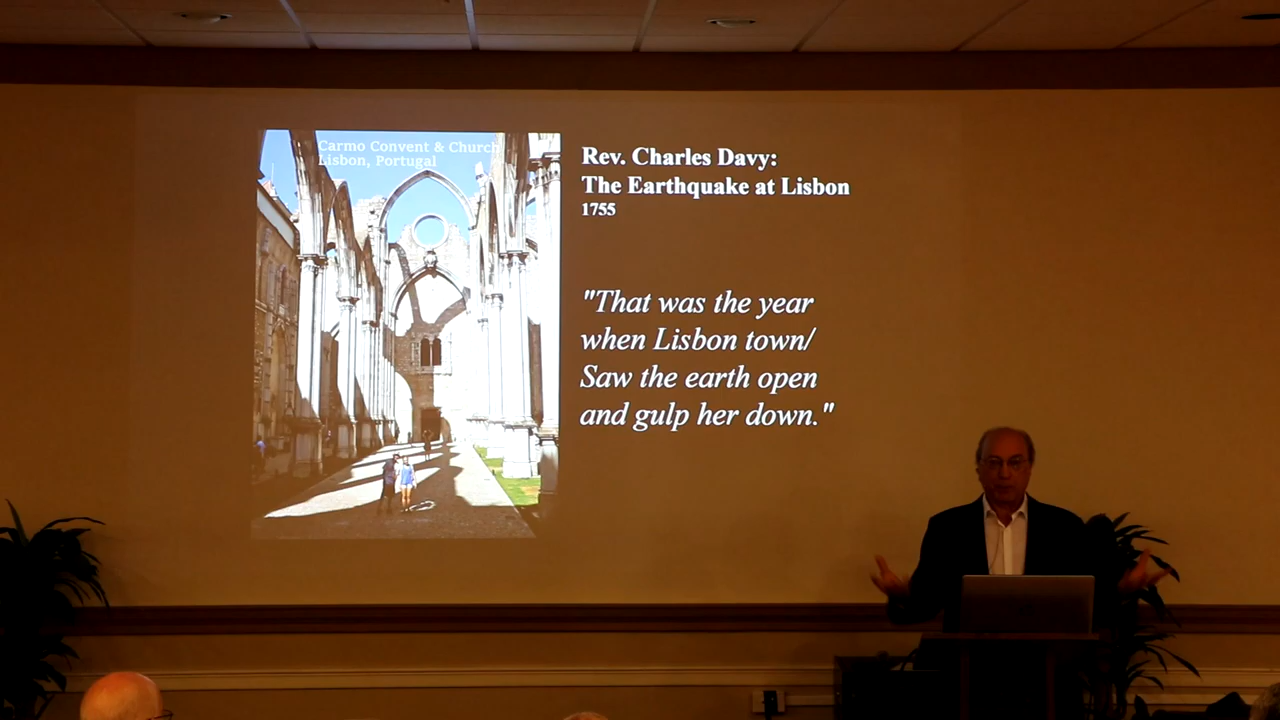 Carmo Convent & Church
Lisbon, Portugal
Rev. Charles Davy:
The Earthquake at Lisbon
1755
"That was the year
when Lisbon town/
Saw the earth open
and gulp her down."